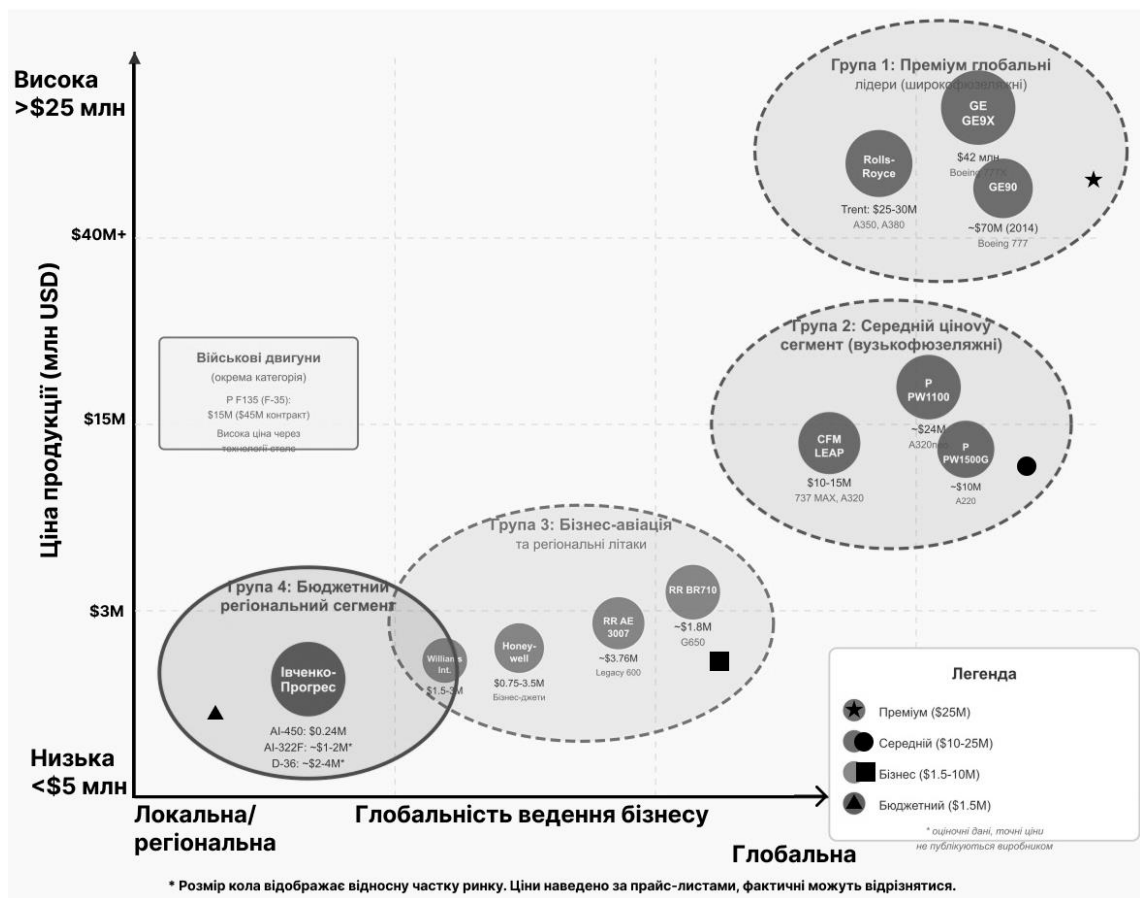 Висока
>$25 млн
$40M+
Ціна продукції (млн USD)
$15M
$3M
Низька
<$5 млн
Група 1: Преміум глобальні
лідери (широкофюзеляжні)
GE
GE9X
$42 млн
Boeing 777X
Rolls-
Royce
Trent: $25-30M
A350, A380
GE90
~$70M (2014)
Boeing 777
Група 2: Середній ціновy
сегмент (вузькофюзеляжні)
P
PW1100
~$24M
A320neo
CFM
LEAP
$10-15M
737 MAX, A320
P
PW1500G
~$10M
A220
Військові двигуни
(окрема категорія)
P F135 (F-35):
$15M ($45M контракт)
Висока ціна через
технології стелс
Група 3: Бізнес-авіація
та регіональні літаки
RR BR710
~$1.8M
G650
RR AE
3007
~$3.76M
Legacy 600
Honey-
well
$0.75-3.5M
Бізнес-джети
Williams
Int.
$1.5-3M
Група 4: Бюджетний
регіональний сегмент
Івченко-
Прогрес
AI-450: $0.24M
AI-322F: ~$1-2M*
D-36: ~$2-4M*
Легенда
Преміум ($25M)
Середній ($10-25M)
Бізнес ($1.5-10M)
Бюджетний ($1.5M)
* оціночні дані, точні ціни
не публікуються виробником
Локальна/
регіональна
Глобальність ведення бізнесу
Глобальна
* Розмір кола відображає відносну частку ринку. Ціни наведено за прайс-листами, фактичні можуть відрізнятися.